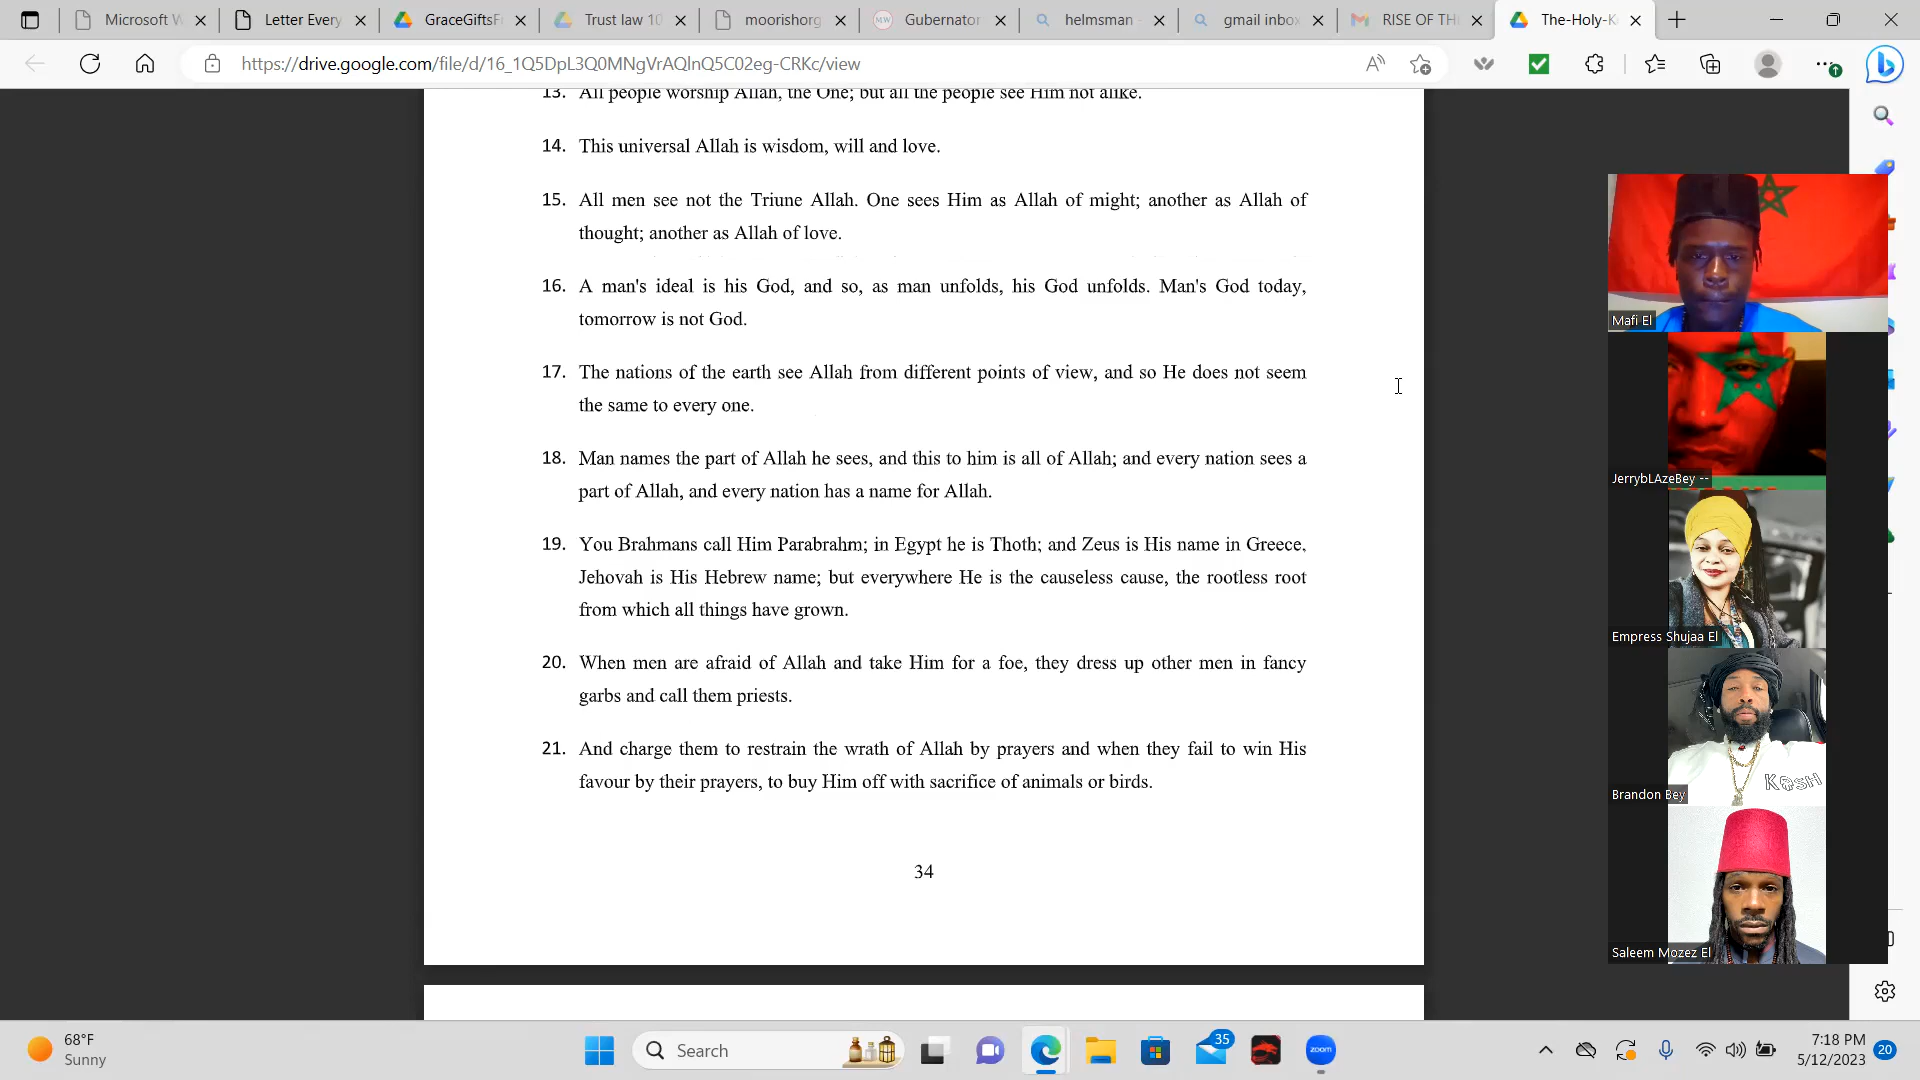 Microsoft W
Letter Every
GraceGiftsF
Trust law 10
moorishorg
Gubernator
helmsman
gmail inbox
RISE OF TH
The-Holy-K
https://drive.google.com/file/d/16_1Q5DpL3Q0MNgVrAQlnQ5C02eg-CRKc/view
13. All people worship Allah, the One; but all the people see Him not alike.
14. This universal Allah is wisdom, will and love.
15. All men see not the Triune Allah. One sees Him as Allah of might; another as Allah of
thought; another as Allah of love.
16. A man's ideal is his God, and so, as man unfolds, his God unfolds. Man's God today,
tomorrow is not God.
17. The nations of the earth see Allah from different points of view, and so He does not seem
the same to every one.
18. Man names the part of Allah he sees, and this to him is all of Allah; and every nation sees a
part of Allah, and every nation has a name for Allah.
19. You Brahmans call Him Parabrahm; in Egypt he is Thoth; and Zeus is His name in Greece,
Jehovah is His Hebrew name; but everywhere He is the causeless cause, the rootless root
from which all things have grown.
20. When men are afraid of Allah and take Him for a foe, they dress up other men in fancy
garbs and call them priests.
21. And charge them to restrain the wrath of Allah by prayers and when they fail to win His
favour by their prayers, to buy Him off with sacrifice of animals or birds.
34
Mafi El
JerrybLAzeBey --
Empress Shujaa El
Brandon Bey
Saleem Mozez El
68°F
Sunny
Search
35
zoom
7:18 PM
5/12/2023
20